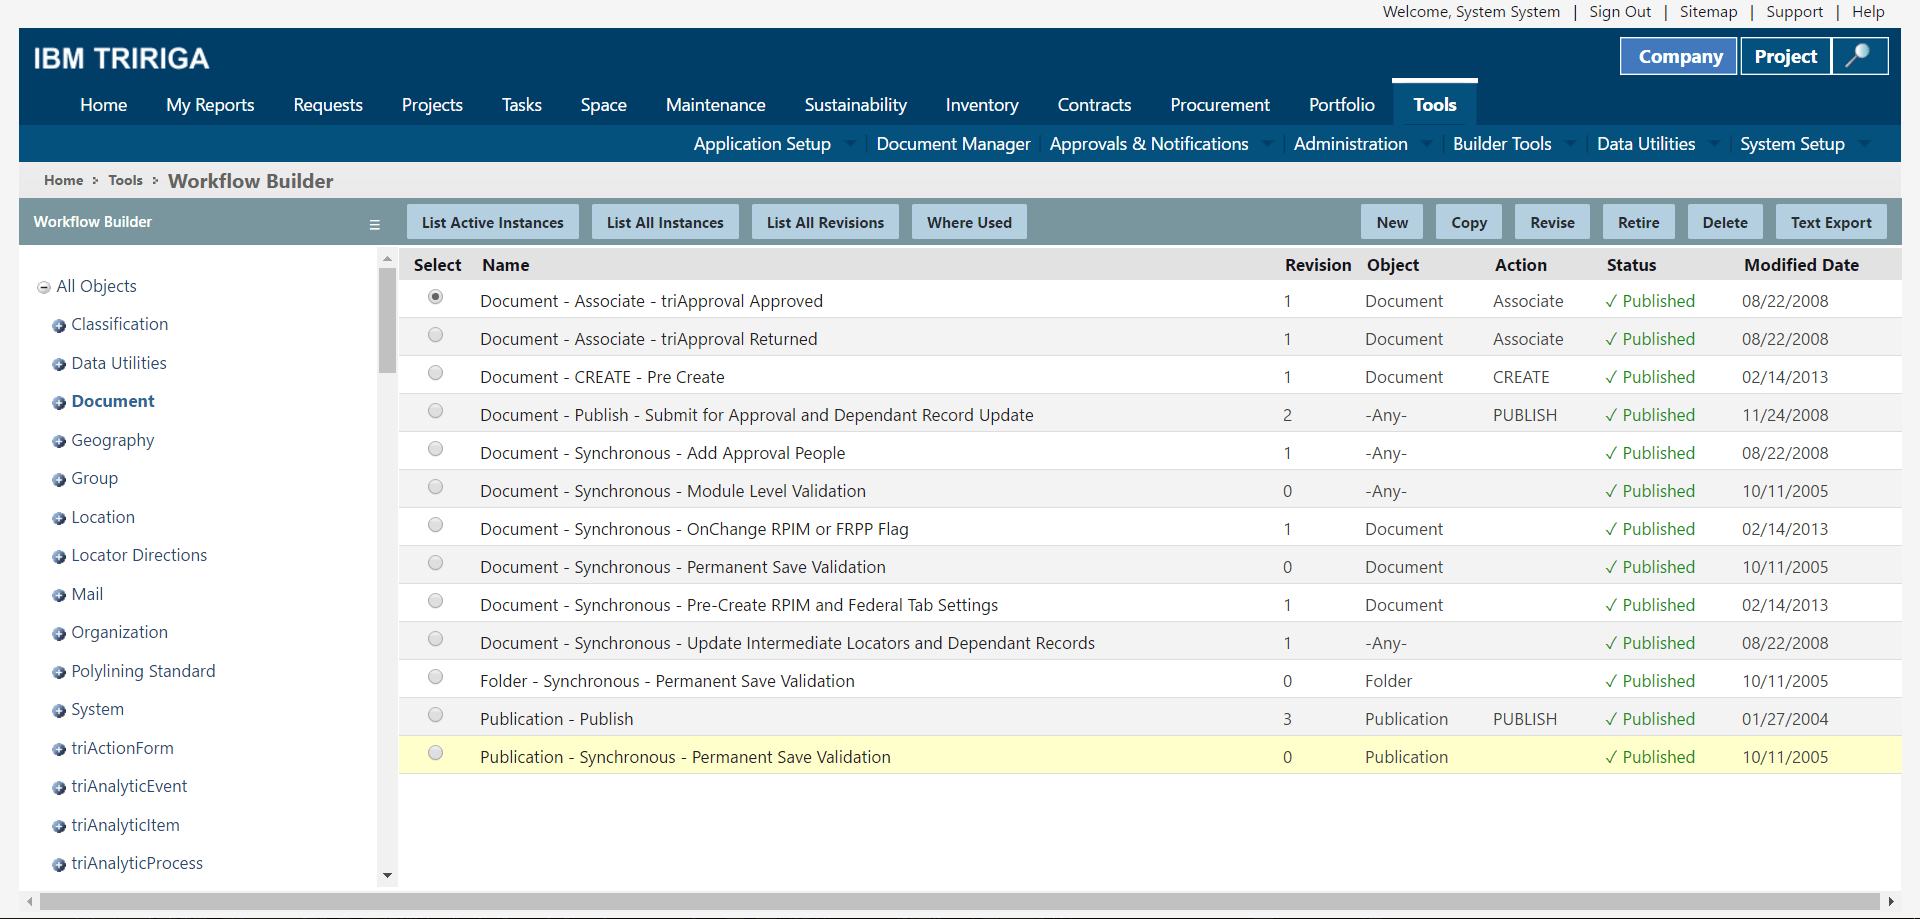 Welcome, System System | Sign Out | Sitemap | Support | Help
IBM TRIRIGA
Company Project
Home My Reports Requests Projects Tasks Space Maintenance Sustainability Inventory Contracts Procurement Portfolio Tools
Application Setup Document Manager Approvals & Notifications Administration Builder Tools Data Utilities System Setup
Home Tools Workflow Builder
Workflow Builder
List Active Instances List All Instances List All Revisions Where Used New Copy Revise Retire Delete Text Export
All Objects
Classification
Data Utilities
Document
Geography
Group
Location
Locator Directions
Mail
Organization
Polylining Standard
System
triActionForm
triAnalyticEvent
triAnalyticItem
triAnalyticProcess
Select Name Revision Object Action Status Modified Date
Document - Associate - triApproval Approved 1 Document Associate ✓ Published 08/22/2008
Document - Associate - triApproval Returned 1 Document Associate ✓ Published 08/22/2008
Document - CREATE - Pre Create 1 Document CREATE ✓ Published 02/14/2013
Document - Publish - Submit for Approval and Dependant Record Update 2 -Any- PUBLISH ✓ Published 11/24/2008
Document - Synchronous - Add Approval People 1 -Any- ✓ Published 08/22/2008
Document - Synchronous - Module Level Validation 0 -Any- ✓ Published 10/11/2005
Document - Synchronous - OnChange RPIM or FRPP Flag 1 Document ✓ Published 02/14/2013
Document - Synchronous - Permanent Save Validation 0 Document ✓ Published 10/11/2005
Document - Synchronous - Pre-Create RPIM and Federal Tab Settings 1 Document ✓ Published 02/14/2013
Document - Synchronous - Update Intermediate Locators and Dependant Records 1 -Any- ✓ Published 08/22/2008
Folder - Synchronous - Permanent Save Validation 0 Folder ✓ Published 10/11/2005
Publication - Publish 3 Publication PUBLISH ✓ Published 01/27/2004
Publication - Synchronous - Permanent Save Validation 0 Publication ✓ Published 10/11/2005